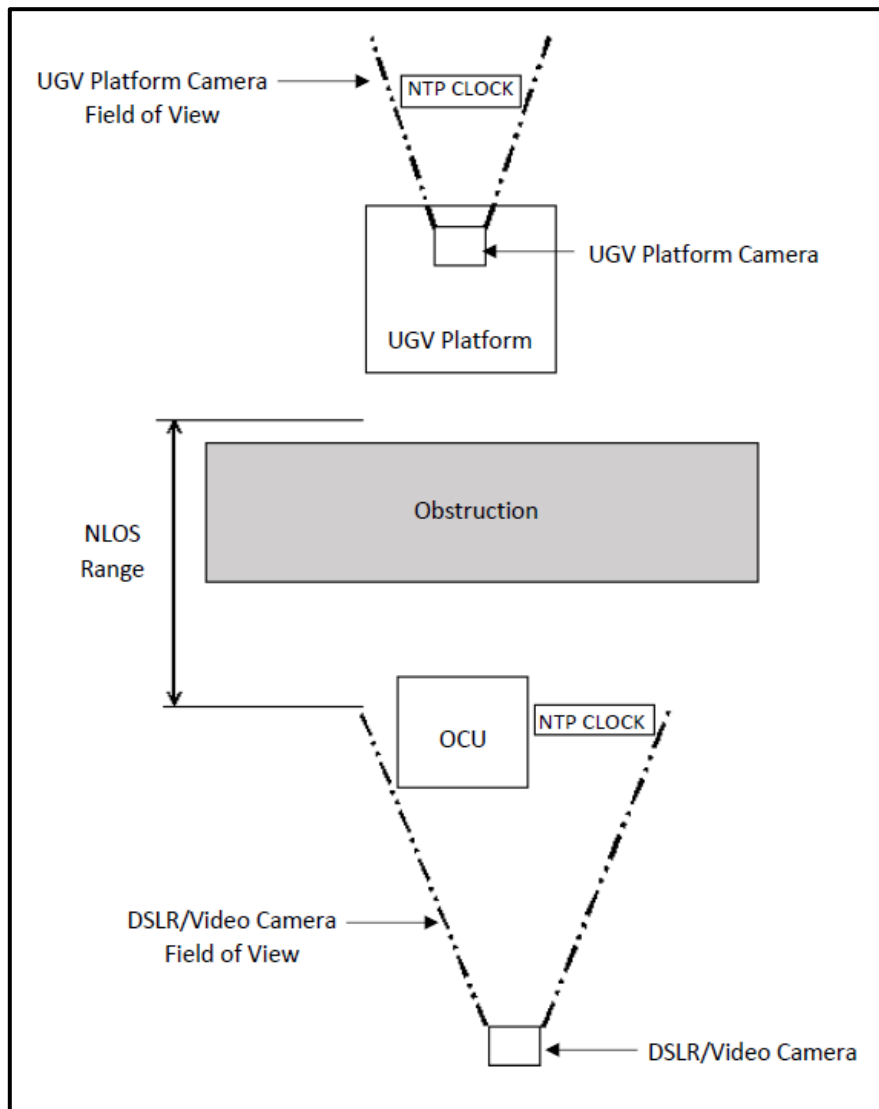 UGV Platform Camera
Field of View
NTP CLOCK
UGV Platform Camera
UGV Platform
NLOS
Range
Obstruction
OCU
NTP CLOCK
DSLR/Video Camera
Field of View
DSLR/Video Camera